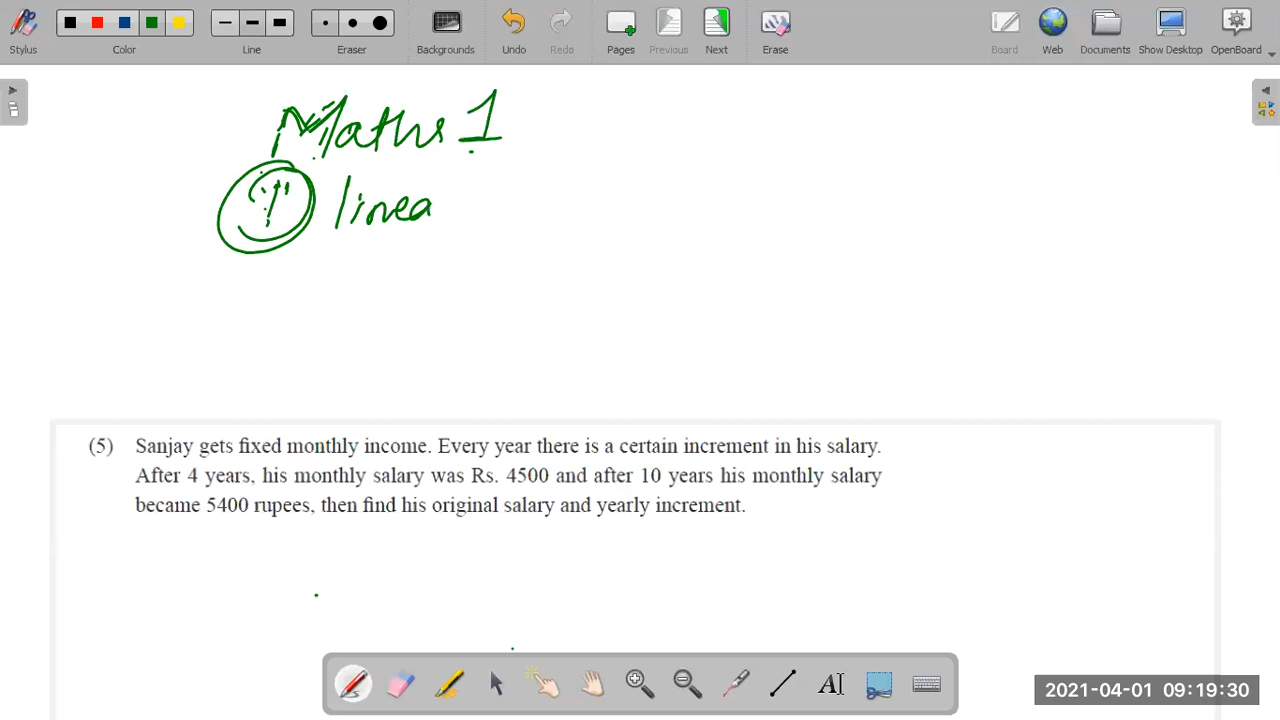 Stylus Color Line Eraser Backgrounds Undo Redo Pages Previous Next Erase Board Web Documents Show Desktop OpenBoard
Maths 1
linea
(5) Sanjay gets fixed monthly income. Every year there is a certain increment in his salary.
After 4 years, his monthly salary was Rs. 4500 and after 10 years his monthly salary
became 5400 rupees, then find his original salary and yearly increment.
2021-04-01 09:19:30